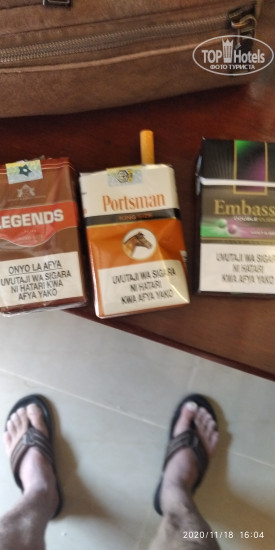 TOP Hotels
ФОТО ТУРИСТА
LEGENDS
ONYO LA AFYA
UVUTAJI WA SIGARA
NI HATARI KWA
AFYA YAKO
Portsman
UVUTAJI WA SIGARA
NI HATARI
KWA AFYA YAKO
Embass
UVUTAJI WA SIGARA
NI HATARI KWA
AFYA YAKO
2020/11/18 16:04